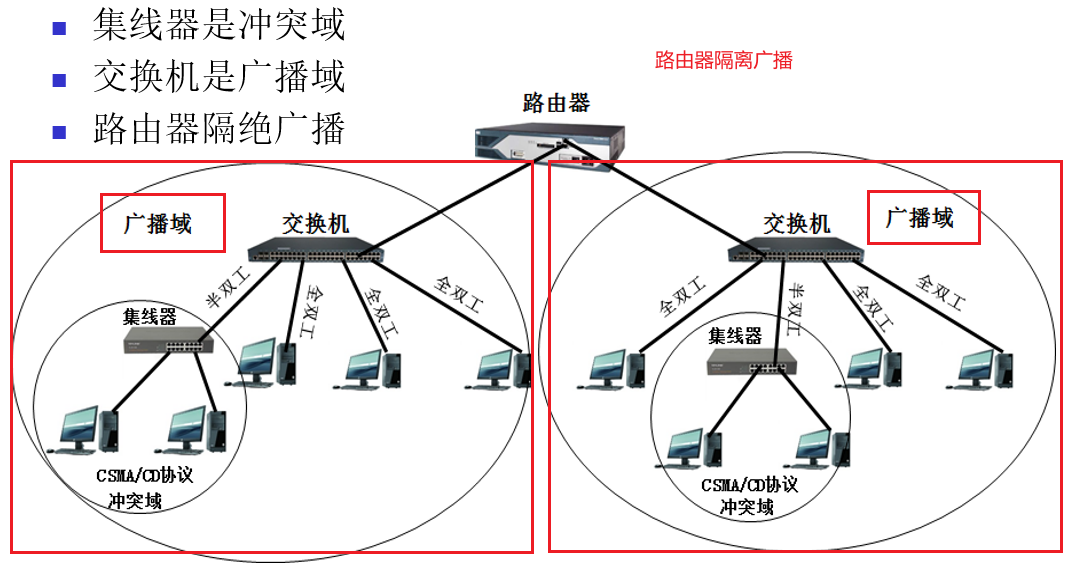 集线器是冲突域
交换机是广播域
路由器隔绝广播
路由器隔离广播
路由器
广播域
交换机
半双工
全双工
全双工
全双工
集线器
CSMA/CD协议
冲突域
交换机
广播域
全双工
半双工
全双工
全双工
集线器
CSMA/CD协议
冲突域